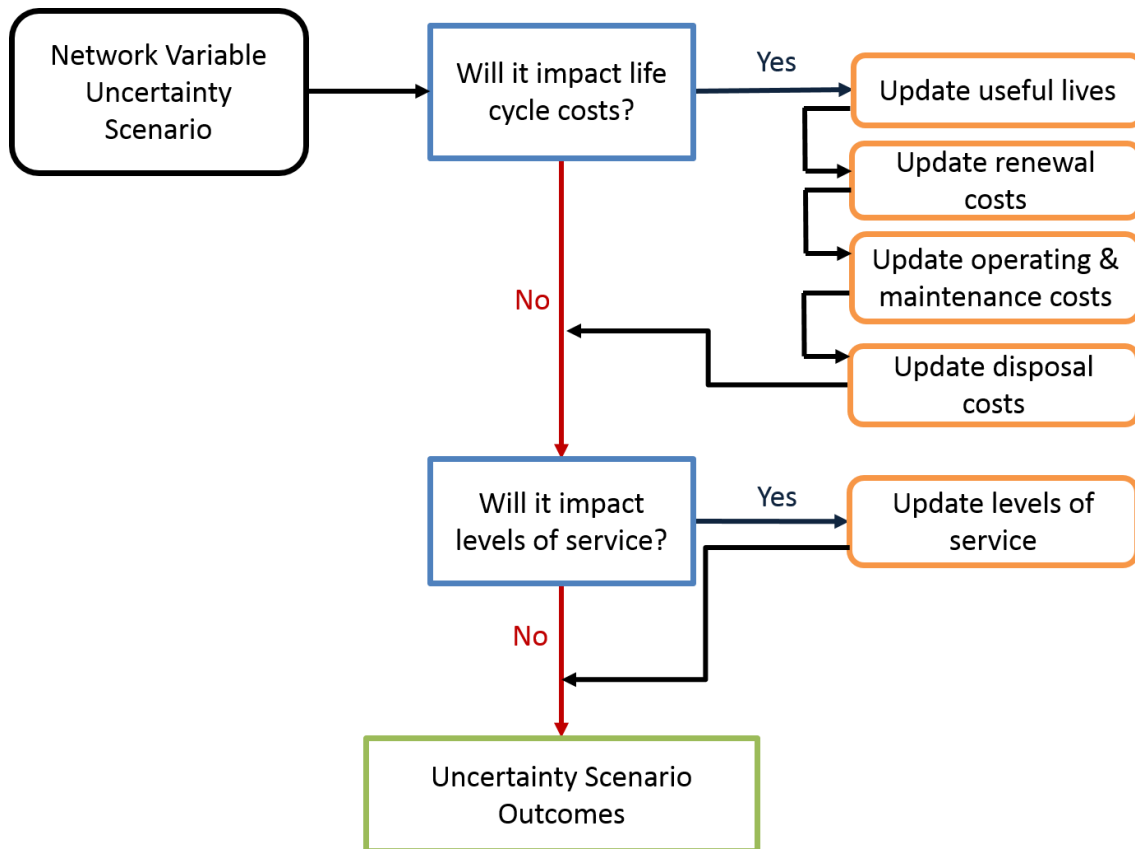 Network Variable
Uncertainty
Scenario
Will it impact life
cycle costs?
Yes
Update useful lives
Update renewal
costs
Update operating &
maintenance costs
Update disposal
costs
No
Will it impact
levels of service?
Yes
Update levels of
service
No
Uncertainty Scenario
Outcomes